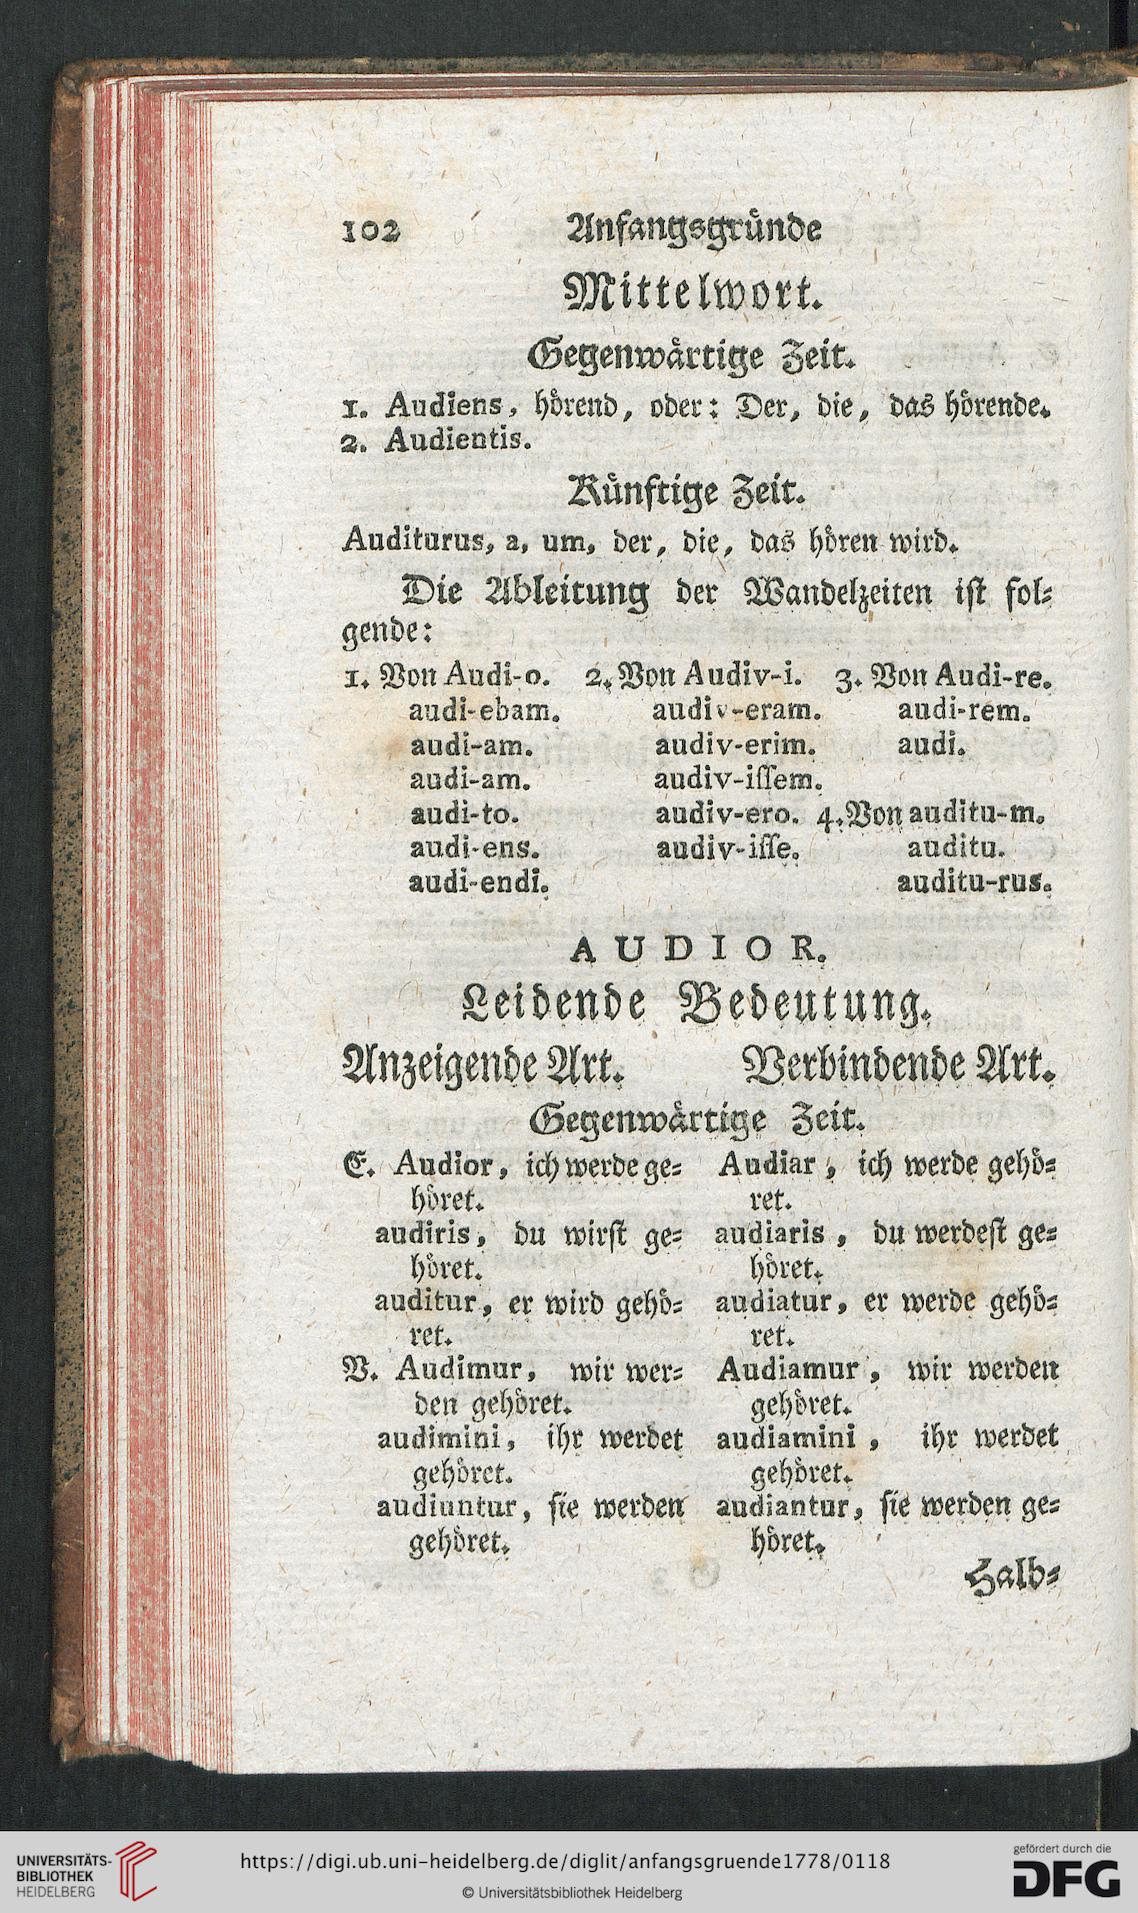 102 Anfangsgründe
Mittelwort.
Gegenwärtige Zeit.
1. Audiens, hörend, oder: Der, die, das hörende.
2. Audientis.
Künftige Zeit.
Auditurus, a, um, der, die, das hören wird.
Die Ableitung der Wandelzeiten ist fol=
gende:
1. Von Audi-o. 2. Von Audiv-i. 3. Von Audi-re.
audi-ebam. audiv-eram. audi-rem.
audi-am. audiv-erim. audi.
audi-am. audiv-issem.
audi-to. audiv-ero. 4. Von auditu-m.
audi-ens. audiv-isse. auditu.
audi-endi. auditu-rus.
AUDIOR.
Leidende Bedeutung.
Anzeigende Art. Verbindende Art.
Gegenwärtige Zeit.
E. Audior, ich werde ge= Audiar, ich werde gehö=
höret. ret.
audiris, du wirst ge= audiaris, du werdest ge=
höret. höret.
auditur, er wird gehö= audiatur, er werde gehö=
ret. ret.
V. Audimur, wir wer= Audiamur, wir werden
den gehöret. gehöret.
audimini, ihr werdet audiamini, ihr werdet
gehöret. gehöret.
audiuntur, sie werden audiantur, sie werden ge=
gehöret. höret.
Halb=
UNIVERSITÄTS-
BIBLIOTHEK
HEIDELBERG
https://digi.ub.uni-heidelberg.de/diglit/anfangsgruende1778/0118
© Universitätsbibliothek Heidelberg
gefördert durch die
DFG